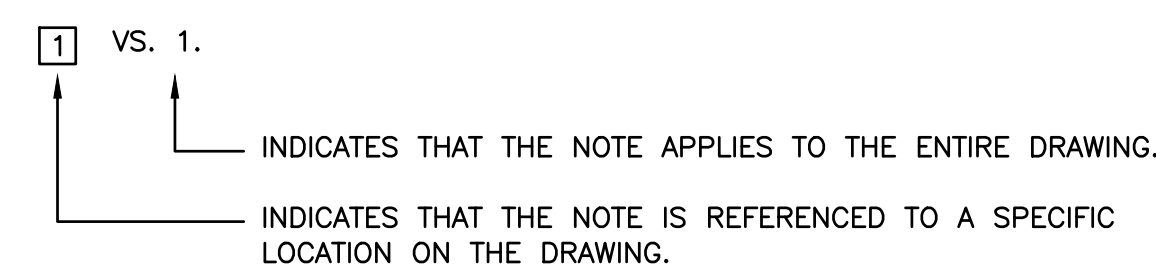 1 VS. 1.
INDICATES THAT THE NOTE APPLIES TO THE ENTIRE DRAWING.
INDICATES THAT THE NOTE IS REFERENCED TO A SPECIFIC
LOCATION ON THE DRAWING.